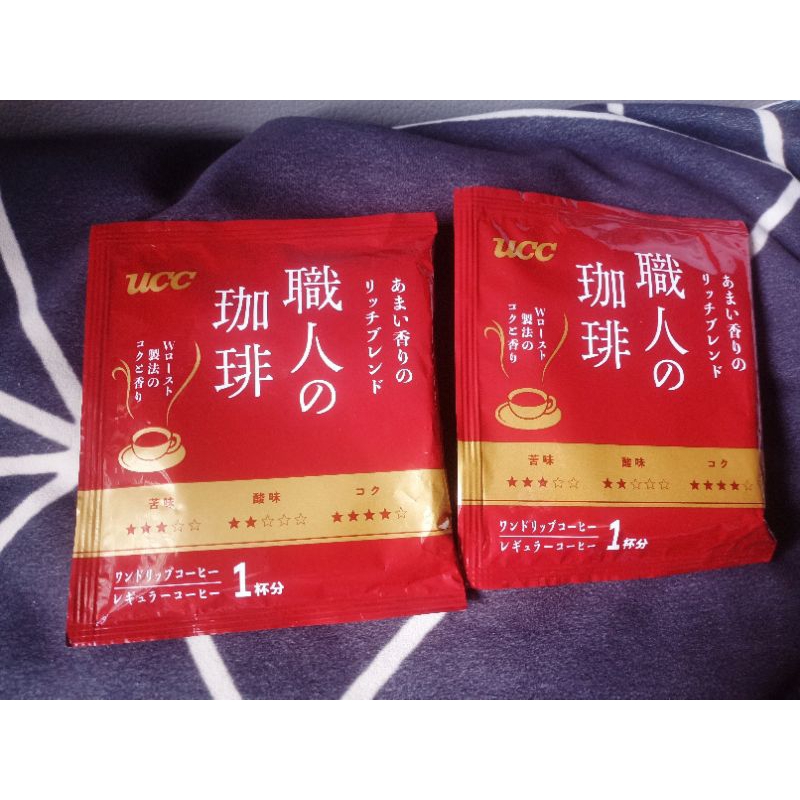 ucc
あまい香りの
リッチブレンド
職人の
珈琲
Wロースト
製法の
コクと香り
苦味
★★★☆☆
酸味
★★☆☆☆
コク
★★★★☆
ワンドリップコーヒー
レギュラーコーヒー
1杯分
ucc
あまい香りの
リッチブレンド
職人の
珈琲
Wロースト
製法の
コクと香り
苦味
★★★☆☆
酸味
★★☆☆☆
コク
★★★★☆
ワンドリップコーヒー
レギュラーコーヒー
1杯分